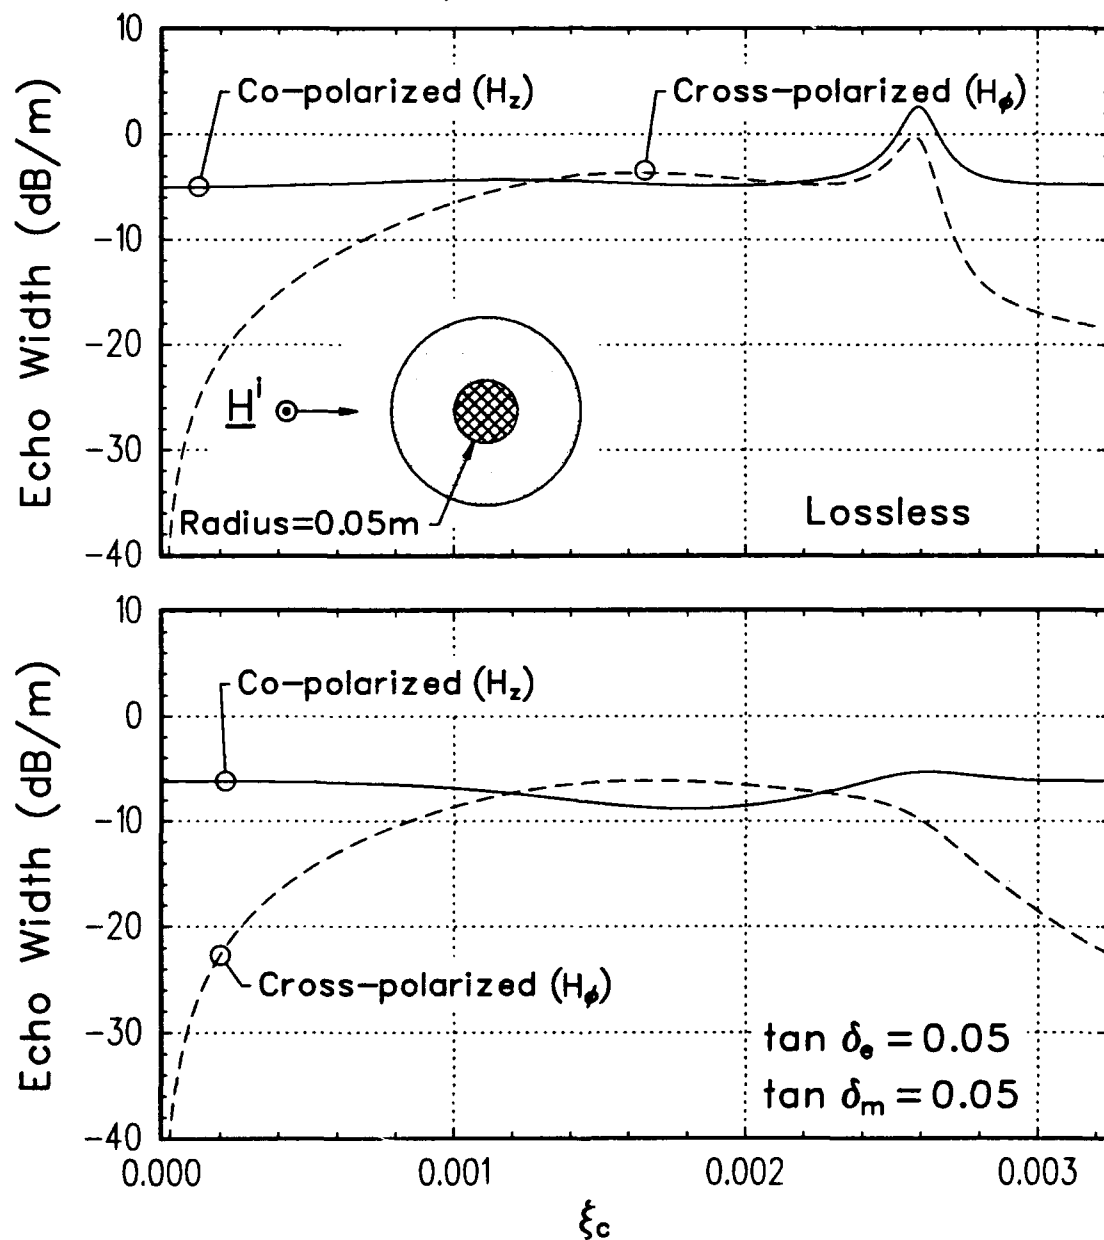 10
0
-10
-20
-30
-40
Echo Width (dB/m)
Co-polarized (H_z)
Cross-polarized (H_ϕ)
H^i
Radius=0.05m
Lossless
10
0
-10
-20
-30
-40
Echo Width (dB/m)
Co-polarized (H_z)
Cross-polarized (H_ϕ)
tan δ_e = 0.05
tan δ_m = 0.05
0.000 0.001 0.002 0.003
ξ_c